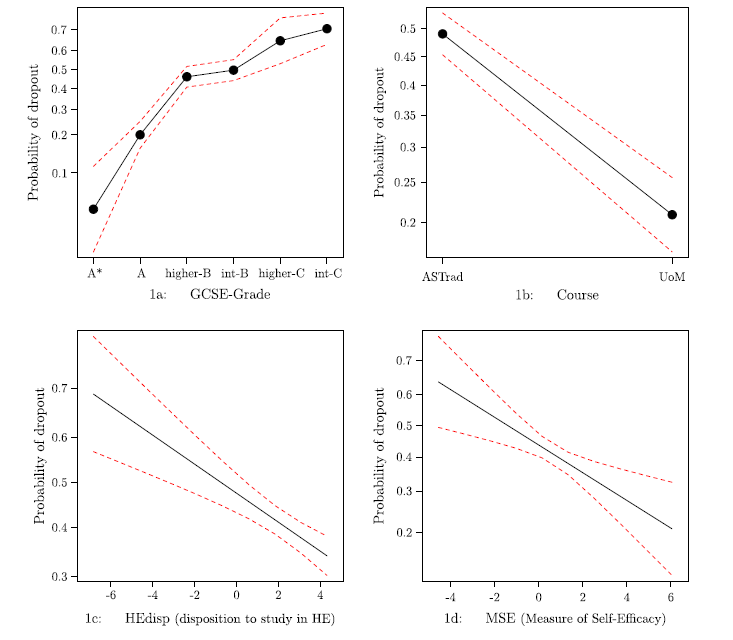 Probability of dropout
0.7
0.6
0.5
0.4
0.3
0.2
0.1
A* A higher-B int-B higher-C int-C
1a: GCSE-Grade
Probability of dropout
0.5
0.45
0.4
0.35
0.3
0.25
0.2
ASTrad UoM
1b: Course
Probability of dropout
0.7
0.6
0.5
0.4
0.3
-6 -4 -2 0 2 4
1c: HEdisp (disposition to study in HE)
Probability of dropout
0.7
0.6
0.5
0.4
0.3
0.2
-4 -2 0 2 4 6
1d: MSE (Measure of Self-Efficacy)